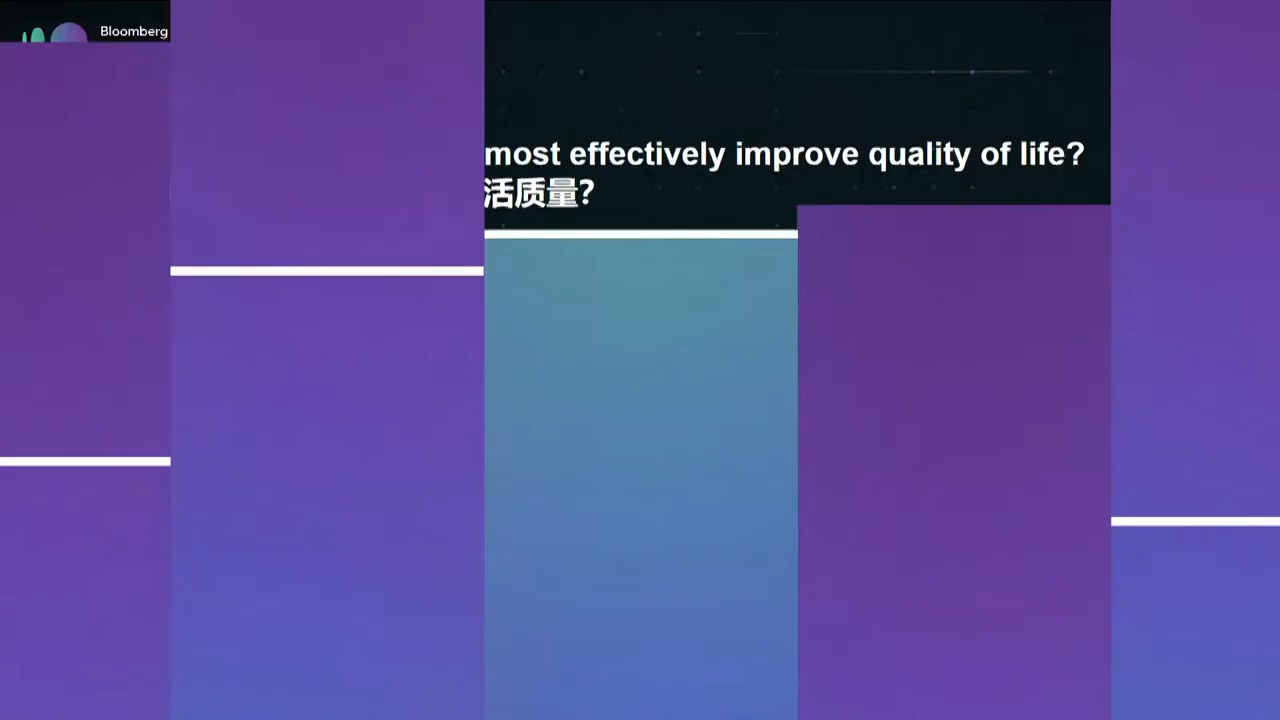 Bloomberg
most effectively improve quality of life?
活质量?